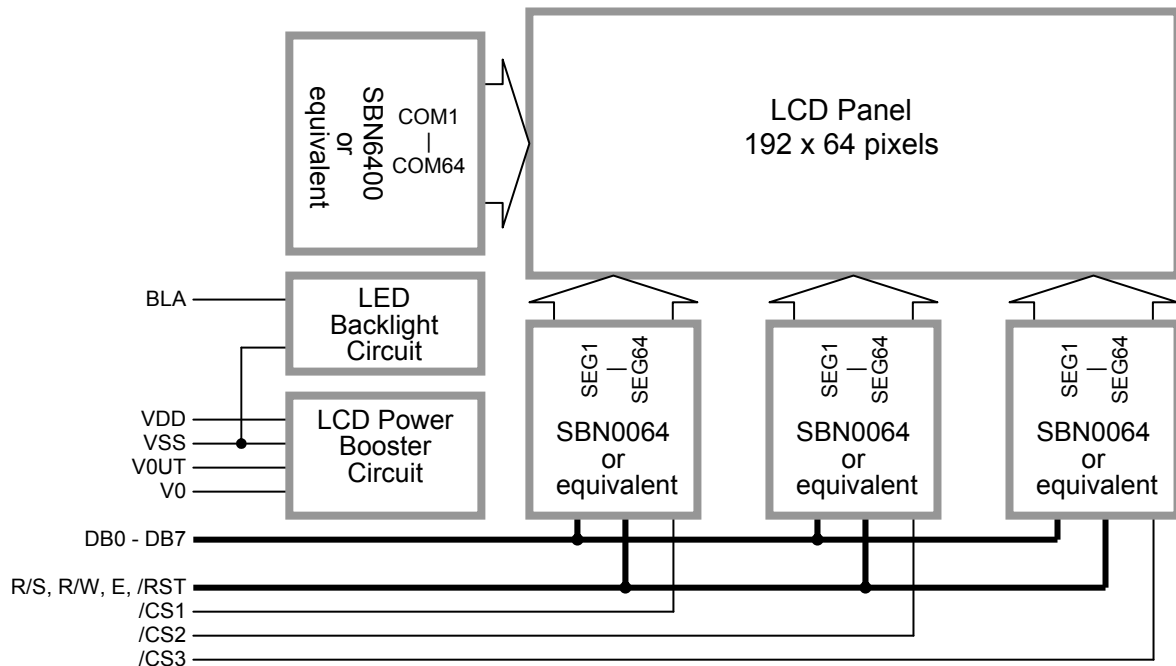 SBN6400
or
equivalent
COM1
|
COM64
LCD Panel
192 x 64 pixels
BLA
LED
Backlight
Circuit
VDD
VSS
V0UT
V0
LCD Power
Booster
Circuit
SEG1
|
SEG64
SBN0064
or
equivalent
SEG1
|
SEG64
SBN0064
or
equivalent
SEG1
|
SEG64
SBN0064
or
equivalent
DB0 - DB7
R/S, R/W, E, /RST
/CS1
/CS2
/CS3